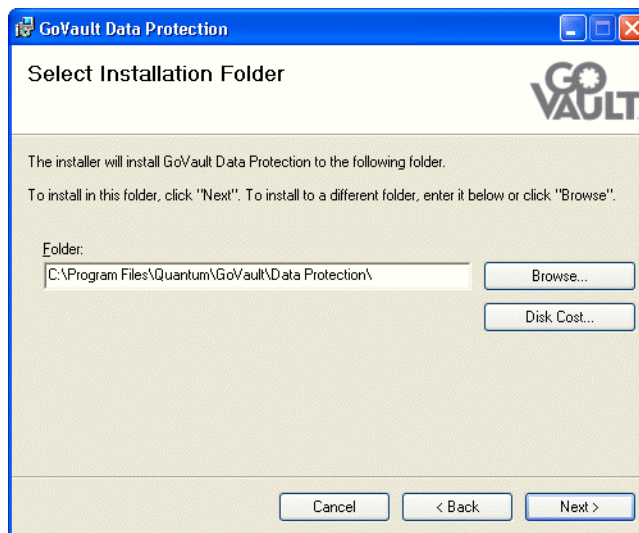 GoVault Data Protection
Select Installation Folder
GO
VAULT
The installer will install GoVault Data Protection to the following folder.
To install in this folder, click "Next". To install to a different folder, enter it below or click "Browse".
Folder:
C:\Program Files\Quantum\GoVault\Data Protection\
Browse...
Disk Cost...
Cancel
< Back
Next >